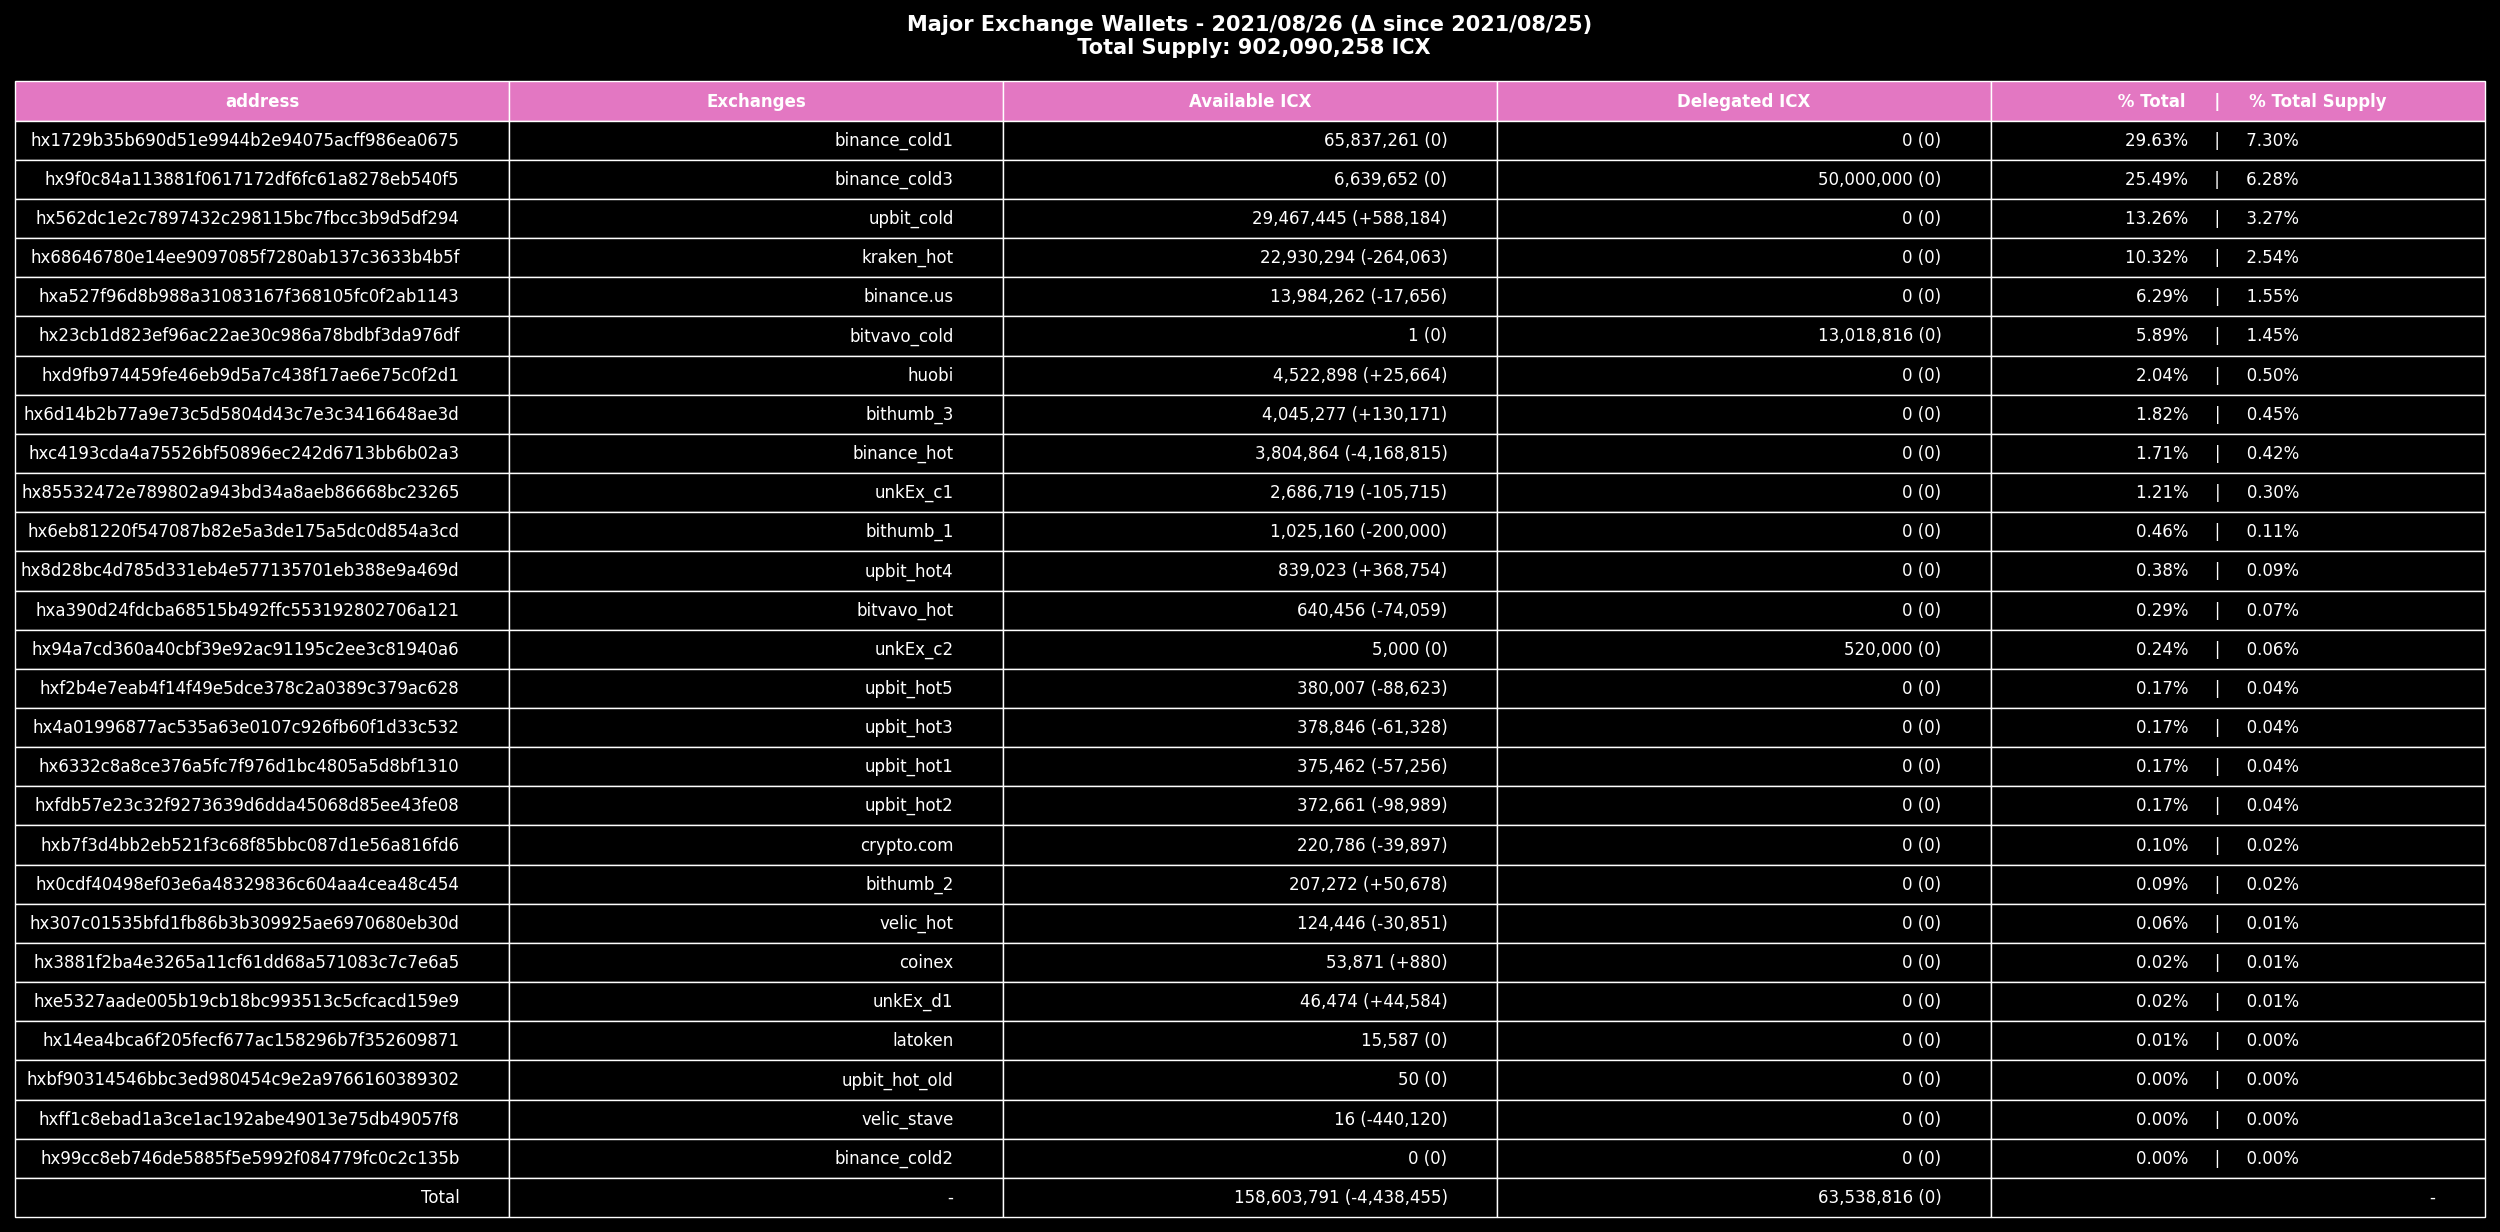 Major Exchange Wallets - 2021/08/26 (Δ since 2021/08/25)
Total Supply: 902,090,258 ICX
address Exchanges Available ICX Delegated ICX % Total | % Total Supply
hx1729b35b690d51e9944b2e94075acff986ea0675 binance_cold1 65,837,261 (0) 0 (0) 29.63% | 7.30%
hx9f0c84a113881f0617172df6fc61a8278eb540f5 binance_cold3 6,639,652 (0) 50,000,000 (0) 25.49% | 6.28%
hx562dc1e2c7897432c298115bc7fbcc3b9d5df294 upbit_cold 29,467,445 (+588,184) 0 (0) 13.26% | 3.27%
hx68646780e14ee9097085f7280ab137c3633b4b5f kraken_hot 22,930,294 (-264,063) 0 (0) 10.32% | 2.54%
hxa527f96d8b988a31083167f368105fc0f2ab1143 binance.us 13,984,262 (-17,656) 0 (0) 6.29% | 1.55%
hx23cb1d823ef96ac22ae30c986a78bdbf3da976df bitvavo_cold 1 (0) 13,018,816 (0) 5.89% | 1.45%
hxd9fb974459fe46eb9d5a7c438f17ae6e75c0f2d1 huobi 4,522,898 (+25,664) 0 (0) 2.04% | 0.50%
hx6d14b2b77a9e73c5d5804d43c7e3c3416648ae3d bithumb_3 4,045,277 (+130,171) 0 (0) 1.82% | 0.45%
hxc4193cda4a75526bf50896ec242d6713bb6b02a3 binance_hot 3,804,864 (-4,168,815) 0 (0) 1.71% | 0.42%
hx85532472e789802a943bd34a8aeb86668bc23265 unkEx_c1 2,686,719 (-105,715) 0 (0) 1.21% | 0.30%
hx6eb81220f547087b82e5a3de175a5dc0d854a3cd bithumb_1 1,025,160 (-200,000) 0 (0) 0.46% | 0.11%
hx8d28bc4d785d331eb4e577135701eb388e9a469d upbit_hot4 839,023 (+368,754) 0 (0) 0.38% | 0.09%
hxa390d24fdcba68515b492ffc553192802706a121 bitvavo_hot 640,456 (-74,059) 0 (0) 0.29% | 0.07%
hx94a7cd360a40cbf39e92ac91195c2ee3c81940a6 unkEx_c2 5,000 (0) 520,000 (0) 0.24% | 0.06%
hxf2b4e7eab4f14f49e5dce378c2a0389c379ac628 upbit_hot5 380,007 (-88,623) 0 (0) 0.17% | 0.04%
hx4a01996877ac535a63e0107c926fb60f1d33c532 upbit_hot3 378,846 (-61,328) 0 (0) 0.17% | 0.04%
hx6332c8a8ce376a5fc7f976d1bc4805a5d8bf1310 upbit_hot1 375,462 (-57,256) 0 (0) 0.17% | 0.04%
hxfdb57e23c32f9273639d6dda45068d85ee43fe08 upbit_hot2 372,661 (-98,989) 0 (0) 0.17% | 0.04%
hxb7f3d4bb2eb521f3c68f85bbc087d1e56a816fd6 crypto.com 220,786 (-39,897) 0 (0) 0.10% | 0.02%
hx0cdf40498ef03e6a48329836c604aa4cea48c454 bithumb_2 207,272 (+50,678) 0 (0) 0.09% | 0.02%
hx307c01535bfd1fb86b3b309925ae6970680eb30d velic_hot 124,446 (-30,851) 0 (0) 0.06% | 0.01%
hx3881f2ba4e3265a11cf61dd68a571083c7c7e6a5 coinex 53,871 (+880) 0 (0) 0.02% | 0.01%
hxe5327aade005b19cb18bc993513c5cfcacd159e9 unkEx_d1 46,474 (+44,584) 0 (0) 0.02% | 0.01%
hx14ea4bca6f205fecf677ac158296b7f352609871 latoken 15,587 (0) 0 (0) 0.01% | 0.00%
hxbf90314546bbc3ed980454c9e2a9766160389302 upbit_hot_old 50 (0) 0 (0) 0.00% | 0.00%
hxff1c8ebad1a3ce1ac192abe49013e75db49057f8 velic_stave 16 (-440,120) 0 (0) 0.00% | 0.00%
hx99cc8eb746de5885f5e5992f084779fc0c2c135b binance_cold2 0 (0) 0 (0) 0.00% | 0.00%
Total - 158,603,791 (-4,438,455) 63,538,816 (0) -